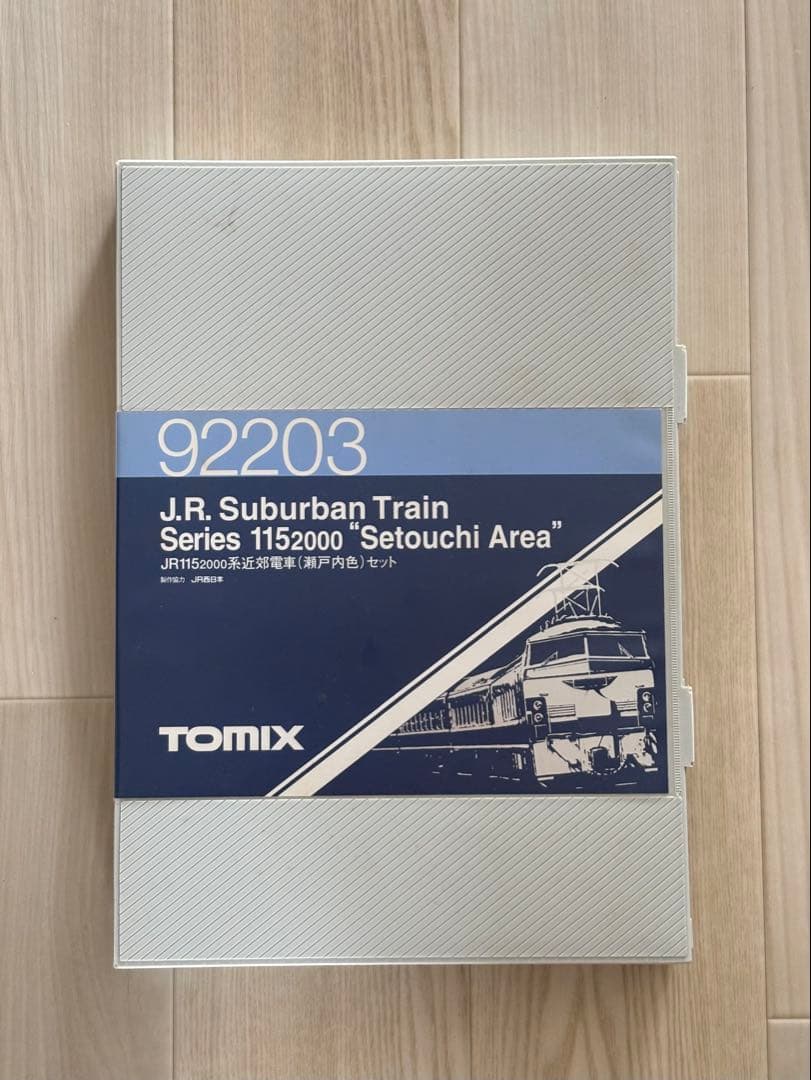 92203
J.R. Suburban Train
Series 1152000 “Setouchi Area”
JR1152000系近郊電車(瀬戸内色)セット
製作協力 JR西日本
TOMIX